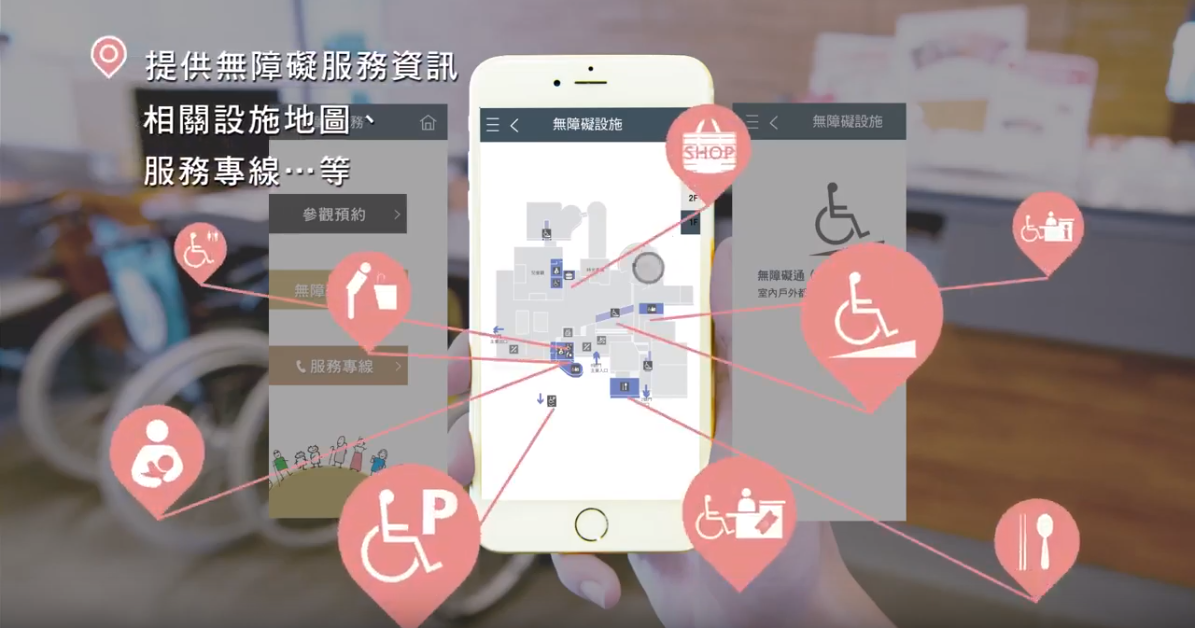 提供無障礙服務資訊
相關設施地圖、
服務專線…等
務
無障礙設施
無障礙設施
SHOP
2F
1F
參觀預約
無障
無障礙通
室內戶外都
服務專線
P